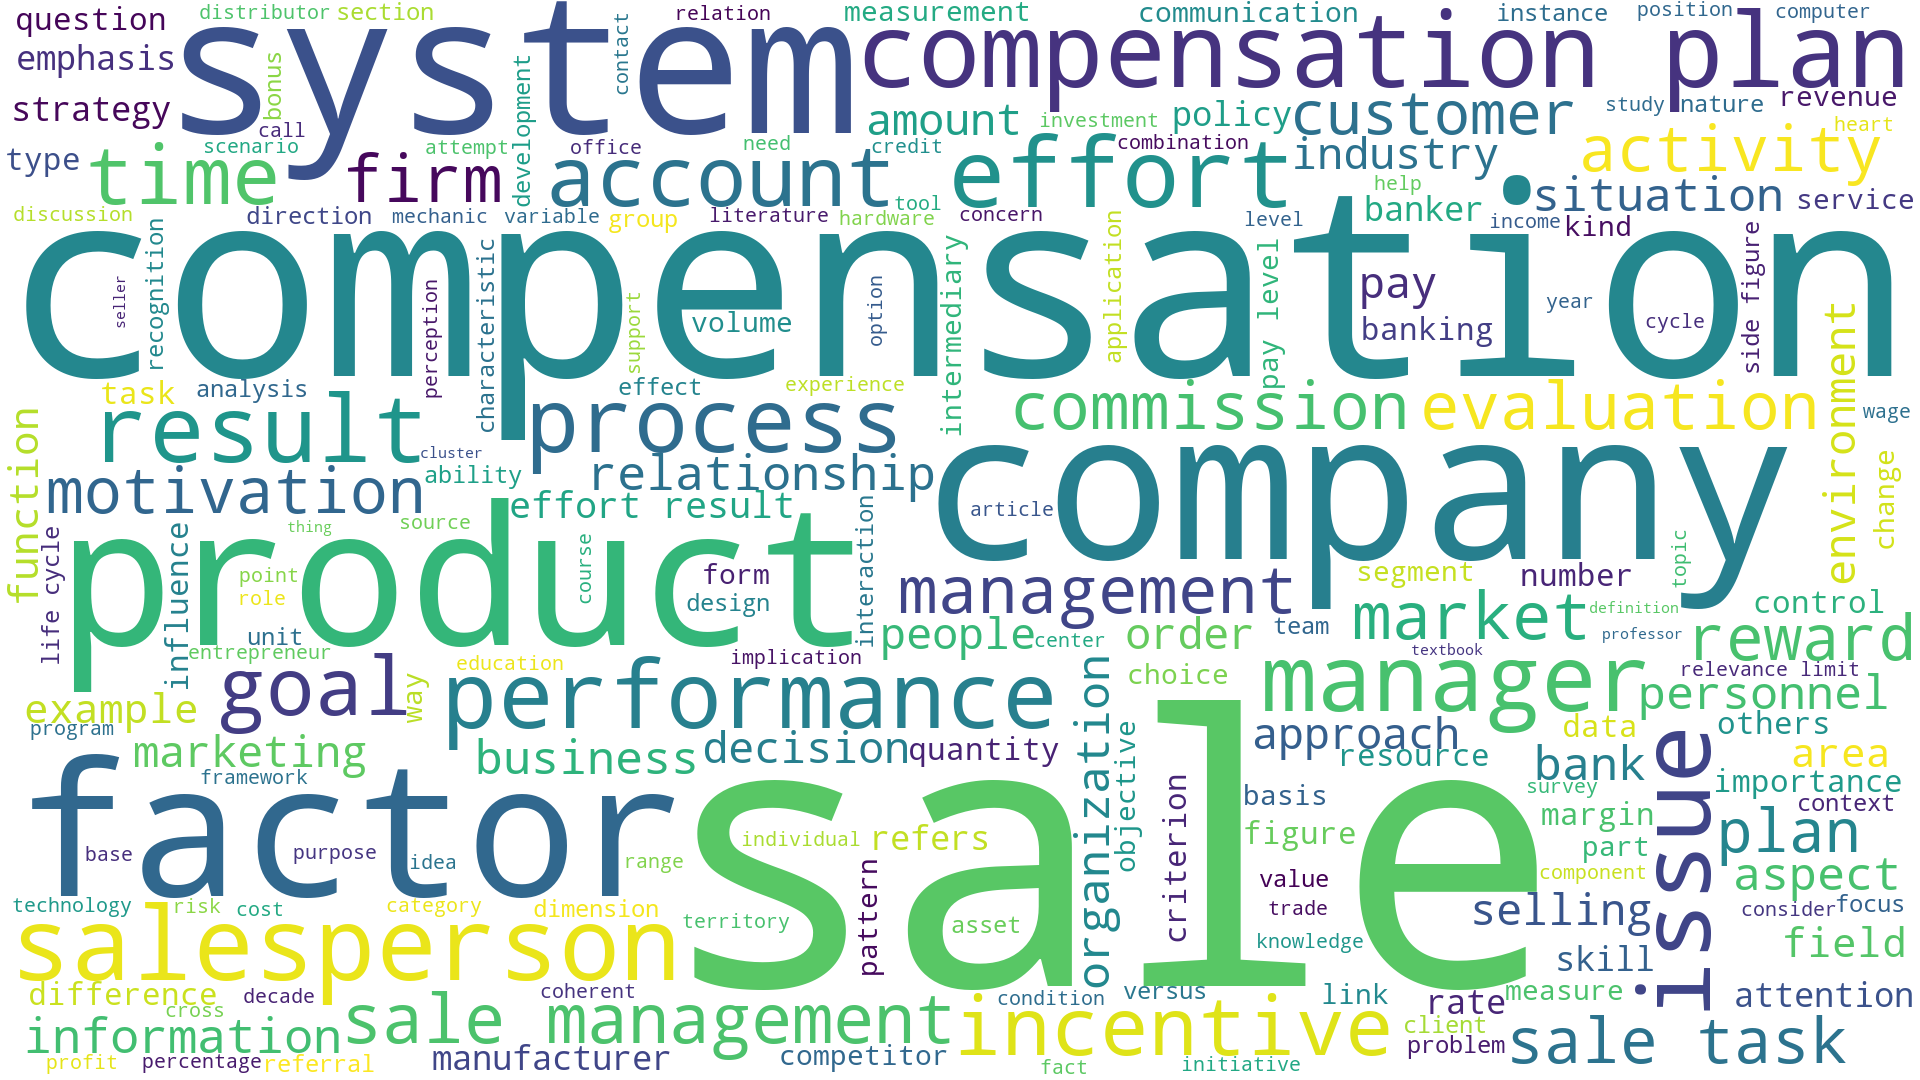 question
distributor
section
relation
measurement
communication
instance
position
computer
emphasis
system
contact
compensation plan
strategy
bonus
development
amount
investment
policy
customer
study
nature
revenue
call
type
scenario
time
firm
attempt
office
account
need
credit
effort
combination
industry
activity
heart
discussion
direction
mechanic
variable
group
literature
tool
hardware
concern
help
banker
level
situation
income
kind
service
compensation
seller
recognition
perception
characteristic
support
volume
option
intermediary
application
pay level
pay
banking
year
cycle
side figure
environment
task
analysis
effect
experience
commission
evaluation
wage
result
process
function
cluster
ability
relationship
company
motivation
effort result
article
change
life cycle
product
influence
thing
source
course
interaction
point
role
form
design
management
segment
number
topic
unit
people
center
order
team
market
definition
professor
control
reward
entrepreneur
education
implication
choice
textbook
relevance limit
goal
way
performance
organization
manager
personnel
example
program
marketing
business
decision
quantity
objective
approach
resource
data
others
issue
bank
area
framework
factor
sale
criterion
basis
survey
importance
context
margin
plan
base
purpose
idea
range
individual
refers
figure
part
pattern
value
component
aspect
technology
risk
cost
category
dimension
territory
asset
trade
knowledge
selling
consider
focus
salesperson
skill
field
difference
decade
coherent
condition
versus
link
rate
measure
attention
cross
information
sale management
incentive
client
problem
sale task
profit
percentage
referral
manufacturer
competitor
fact
initiative